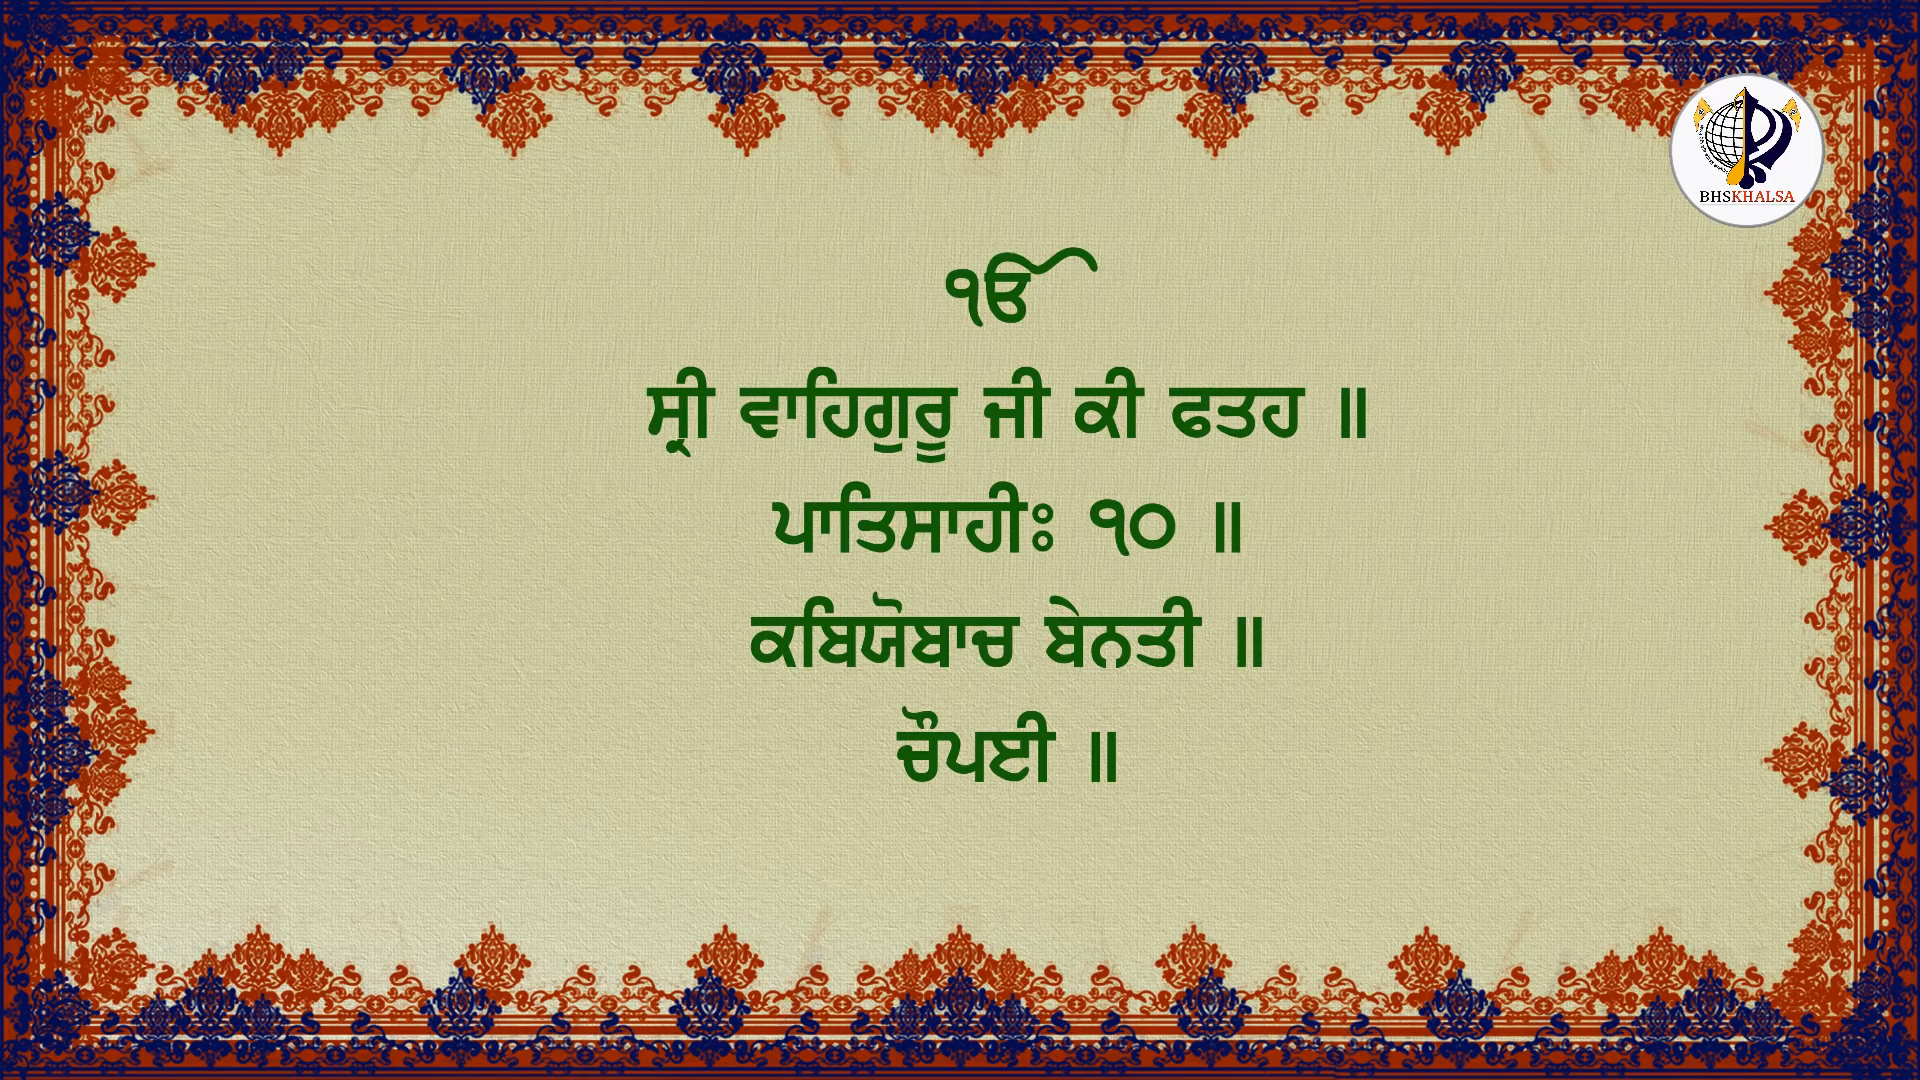 BHSKHALSA
ੴ
ਸ੍ਰੀ ਵਾਹਿਗੁਰੂ ਜੀ ਕੀ ਫਤਹ ॥
ਪਾਤਿਸਾਹੀਃ ੧੦ ॥
ਕਬਿਯੋਬਾਚ ਬੇਨਤੀ ॥
ਚੌਪਈ ॥